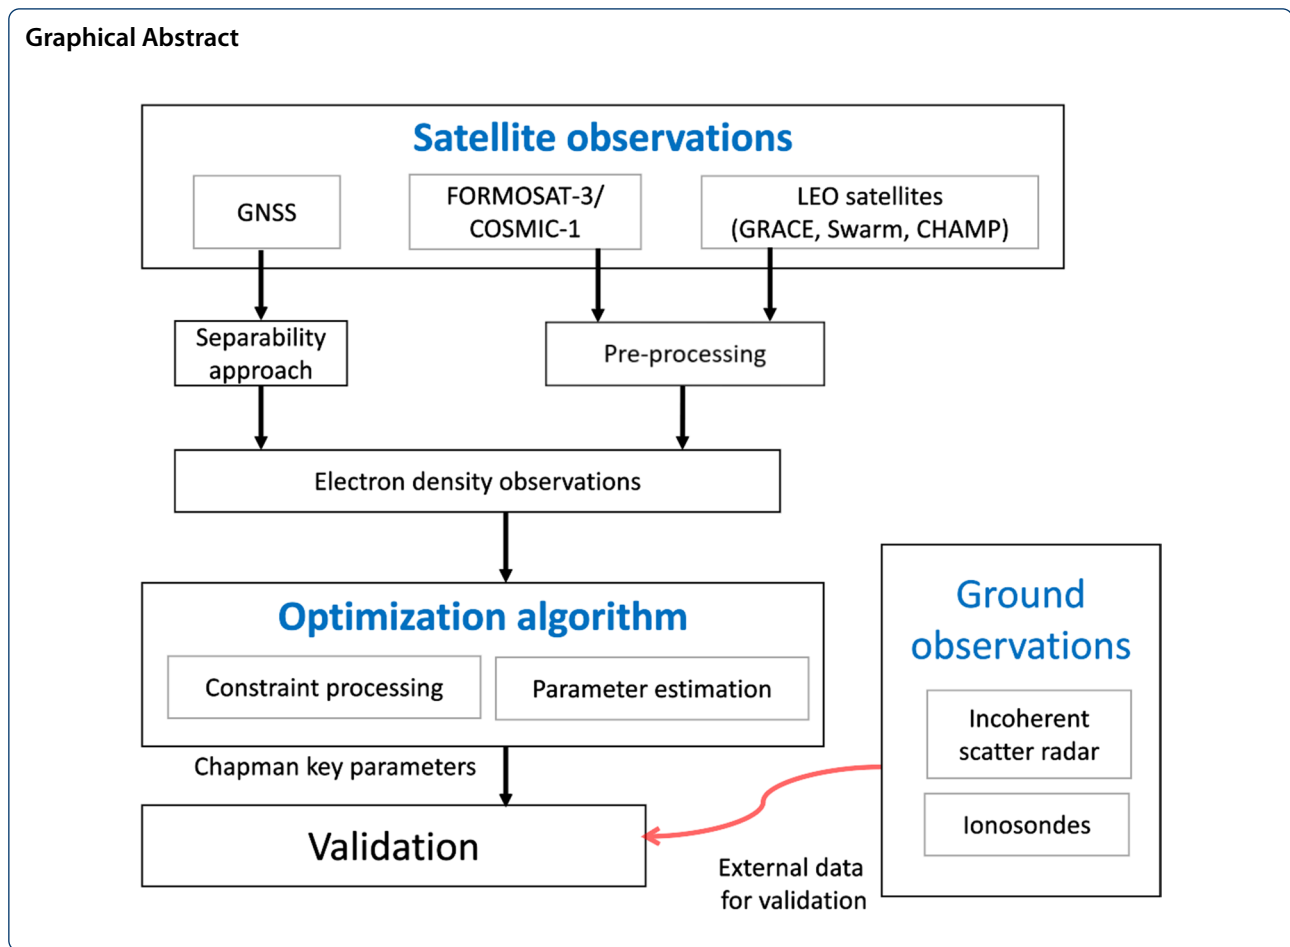 Graphical Abstract
Satellite observations
GNSS
FORMOSAT-3/
COSMIC-1
LEO satellites
(GRACE, Swarm, CHAMP)
Separability
approach
Pre-processing
Electron density observations
Optimization algorithm
Constraint processing
Parameter estimation
Chapman key parameters
Validation
Ground
observations
Incoherent
scatter radar
Ionosondes
External data
for validation